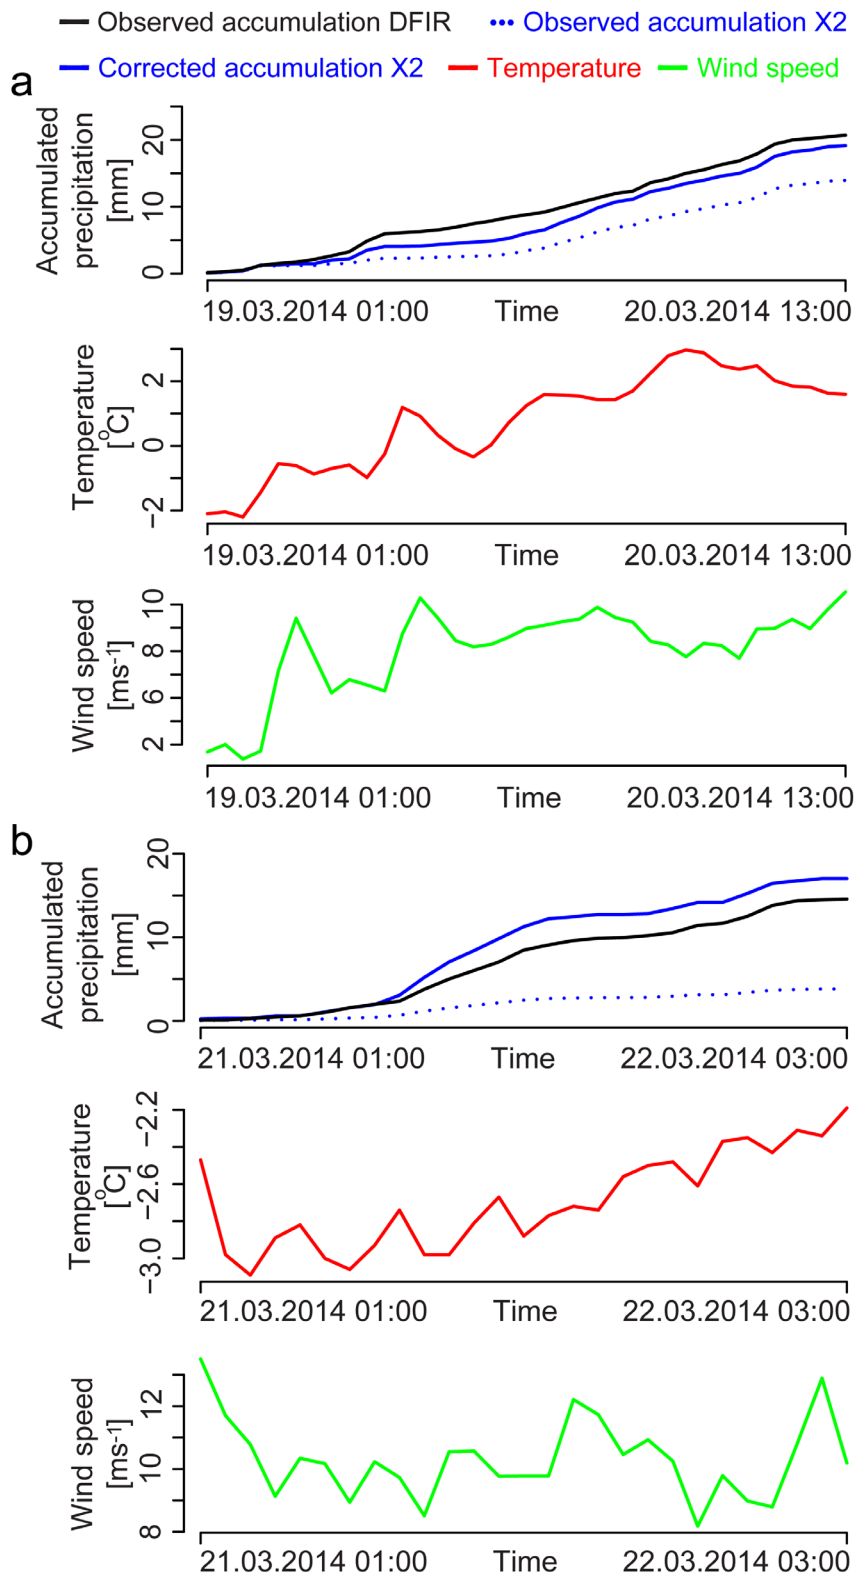 Observed accumulation DFIR
Observed accumulation X2
Corrected accumulation X2
Temperature
Wind speed
a
Accumulated
precipitation
[mm]
20
10
0
19.03.2014 01:00 Time 20.03.2014 13:00
Temperature
[°C]
2
0
−2
19.03.2014 01:00 Time 20.03.2014 13:00
Wind speed
[ms-1]
10
8
6
2
19.03.2014 01:00 Time 20.03.2014 13:00
b
Accumulated
precipitation
[mm]
20
10
0
21.03.2014 01:00 Time 22.03.2014 03:00
Temperature
[°C]
−2.2
−2.6
−3.0
21.03.2014 01:00 Time 22.03.2014 03:00
Wind speed
[ms-1]
12
10
8
21.03.2014 01:00 Time 22.03.2014 03:00